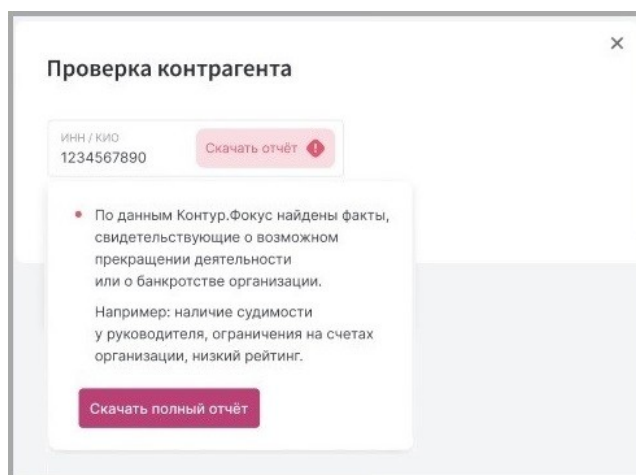 Проверка контрагента
ИНН / КИО
1234567890
Скачать отчёт
По данным Контур.Фокус найдены факты,
свидетельствующие о возможном
прекращении деятельности
или о банкротстве организации.
Например: наличие судимости
у руководителя, ограничения на счетах
организации, низкий рейтинг.
Скачать полный отчёт